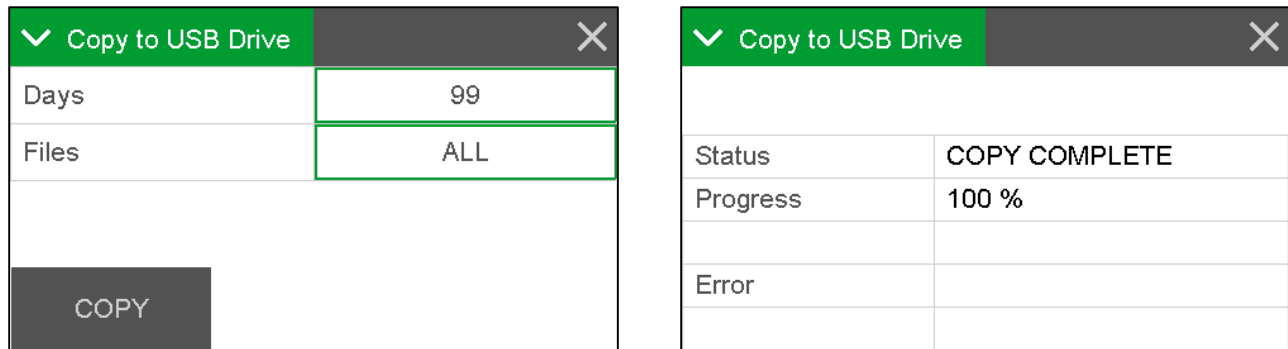 Copy to USB Drive
Days 99
Files ALL
COPY
Copy to USB Drive
Status COPY COMPLETE
Progress 100 %
Error